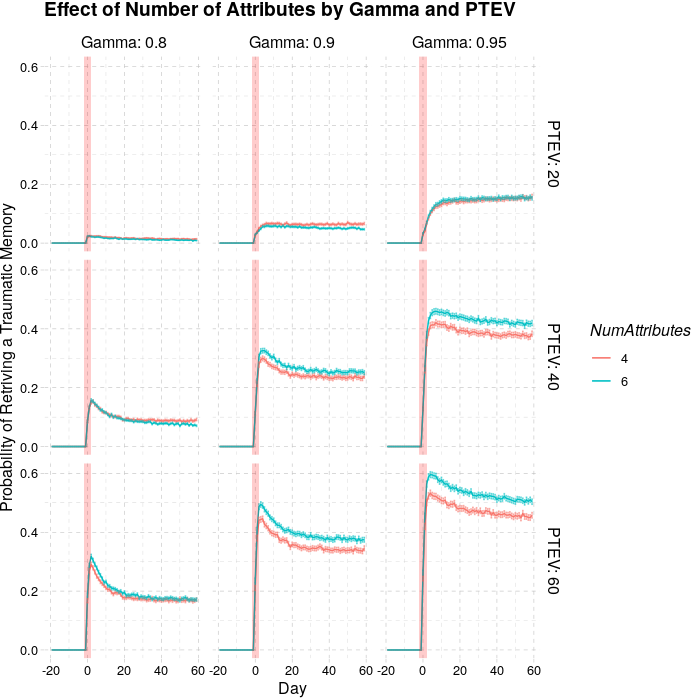 Effect of Number of Attributes by Gamma and PTEV
Gamma: 0.8
Gamma: 0.9
Gamma: 0.95
0.6
0.4
0.2
0.0
PTEV: 20
0.6
0.4
0.2
0.0
PTEV: 40
0.6
0.4
0.2
0.0
PTEV: 60
Probability of Retriving a Traumatic Memory
-20 0 20 40 60
-20 0 20 40 60
-20 0 20 40 60
Day
NumAttributes
4
6